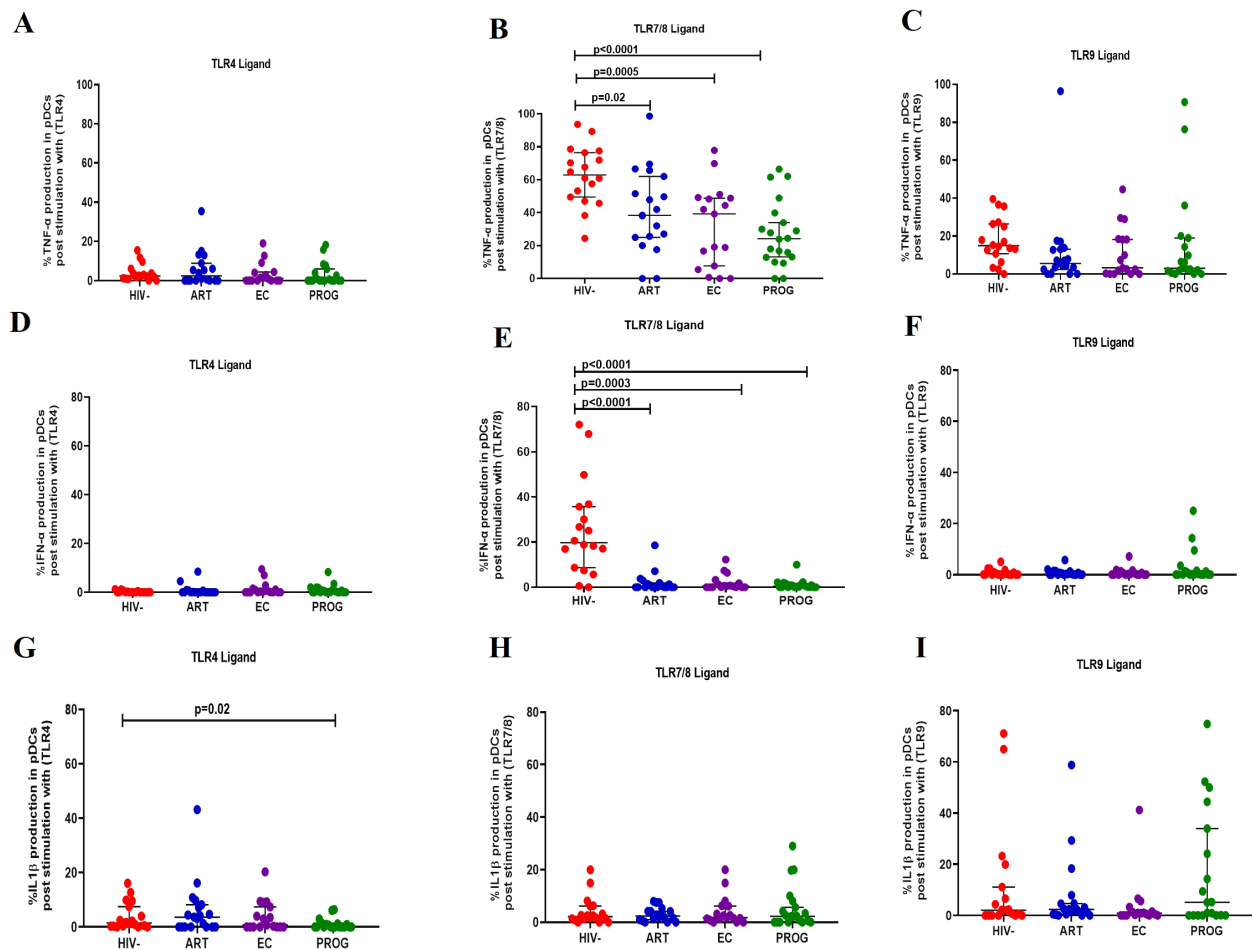 A
TLR4 Ligand
%TNF-α production in pDCs
post stimulation with (TLR4)
100
80
60
40
20
0
HIV- ART EC PROG
B
TLR7/8 Ligand
p<0.0001
p=0.0005
p=0.02
%TNF-α production in pDCs
post stimulation with (TLR7/8)
100
80
60
40
20
0
HIV- ART EC PROG
C
TLR9 Ligand
%TNF-α production in pDCs
post stimulation with (TLR9)
100
80
60
40
20
0
HIV- ART EC PROG
D
TLR4 Ligand
%IFN-α production in pDCs
post stimulation with (TLR4)
80
60
40
20
0
HIV- ART EC PROG
E
TLR7/8 Ligand
p<0.0001
p=0.0003
p<0.0001
%IFN-α prodcution in pDCs
post stimulation with (TLR7/8)
80
60
40
20
0
HIV- ART EC PROG
F
TLR9 Ligand
%IFN-α production in pDCs
post stimulation with (TLR9)
80
60
40
20
0
HIV- ART EC PROG
G
TLR4 Ligand
p=0.02
%IL1β production in pDCs
post stimulation with (TLR4)
80
60
40
20
0
HIV- ART EC PROG
H
TLR7/8 Ligand
% IL1β production in pDCs
post stimulation with (TLR7/8)
80
60
40
20
0
HIV- ART EC PROG
I
TLR9 Ligand
% IL1β production in pDCs
post stimulation with (TLR9)
80
60
40
20
0
HIV- ART EC PROG